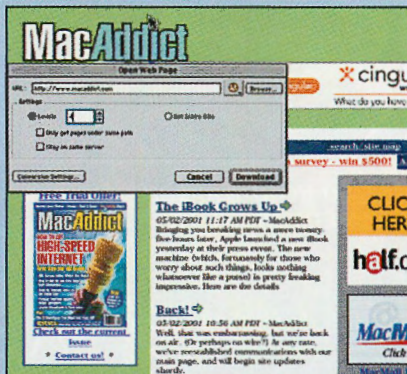 MacAddict
Open Web Page
URL: http://www.macaddict.com
Browse...
Settings
Levels
Get Entire Site
Only get pages under same path
Stay on same server
Conversion Settings...
Cancel
Download
cingu
What do you have
search/site map
survey - win $500!
Free Trial Offer!
MacAddict
HIGH-SPEED
INTERNET
Check out the current
Issue
* Contact us! *
The iBook Grows Up
05/02/2001 11:17 AM PDT - MacAddict
Bringing you breaking news a mere twenty-
five hours later, Apple launched a new iBook
yesterday at their press event. The new
machine (which, fortunately for those who
worry about such things, looks nothing
whatsoever like a purse) is pretty freaking
impressive. Here are the details
Back!
05/02/2001 10:56 AM PDT - MacAddict
Well, that was embarrassing, but we're back
on air. (Or perhaps on wire?) At any rate,
we've reestablished communications with our
main page, and will begin site updates
shortly.
CLIC
HER
half.c
MacM
Click
MacMall